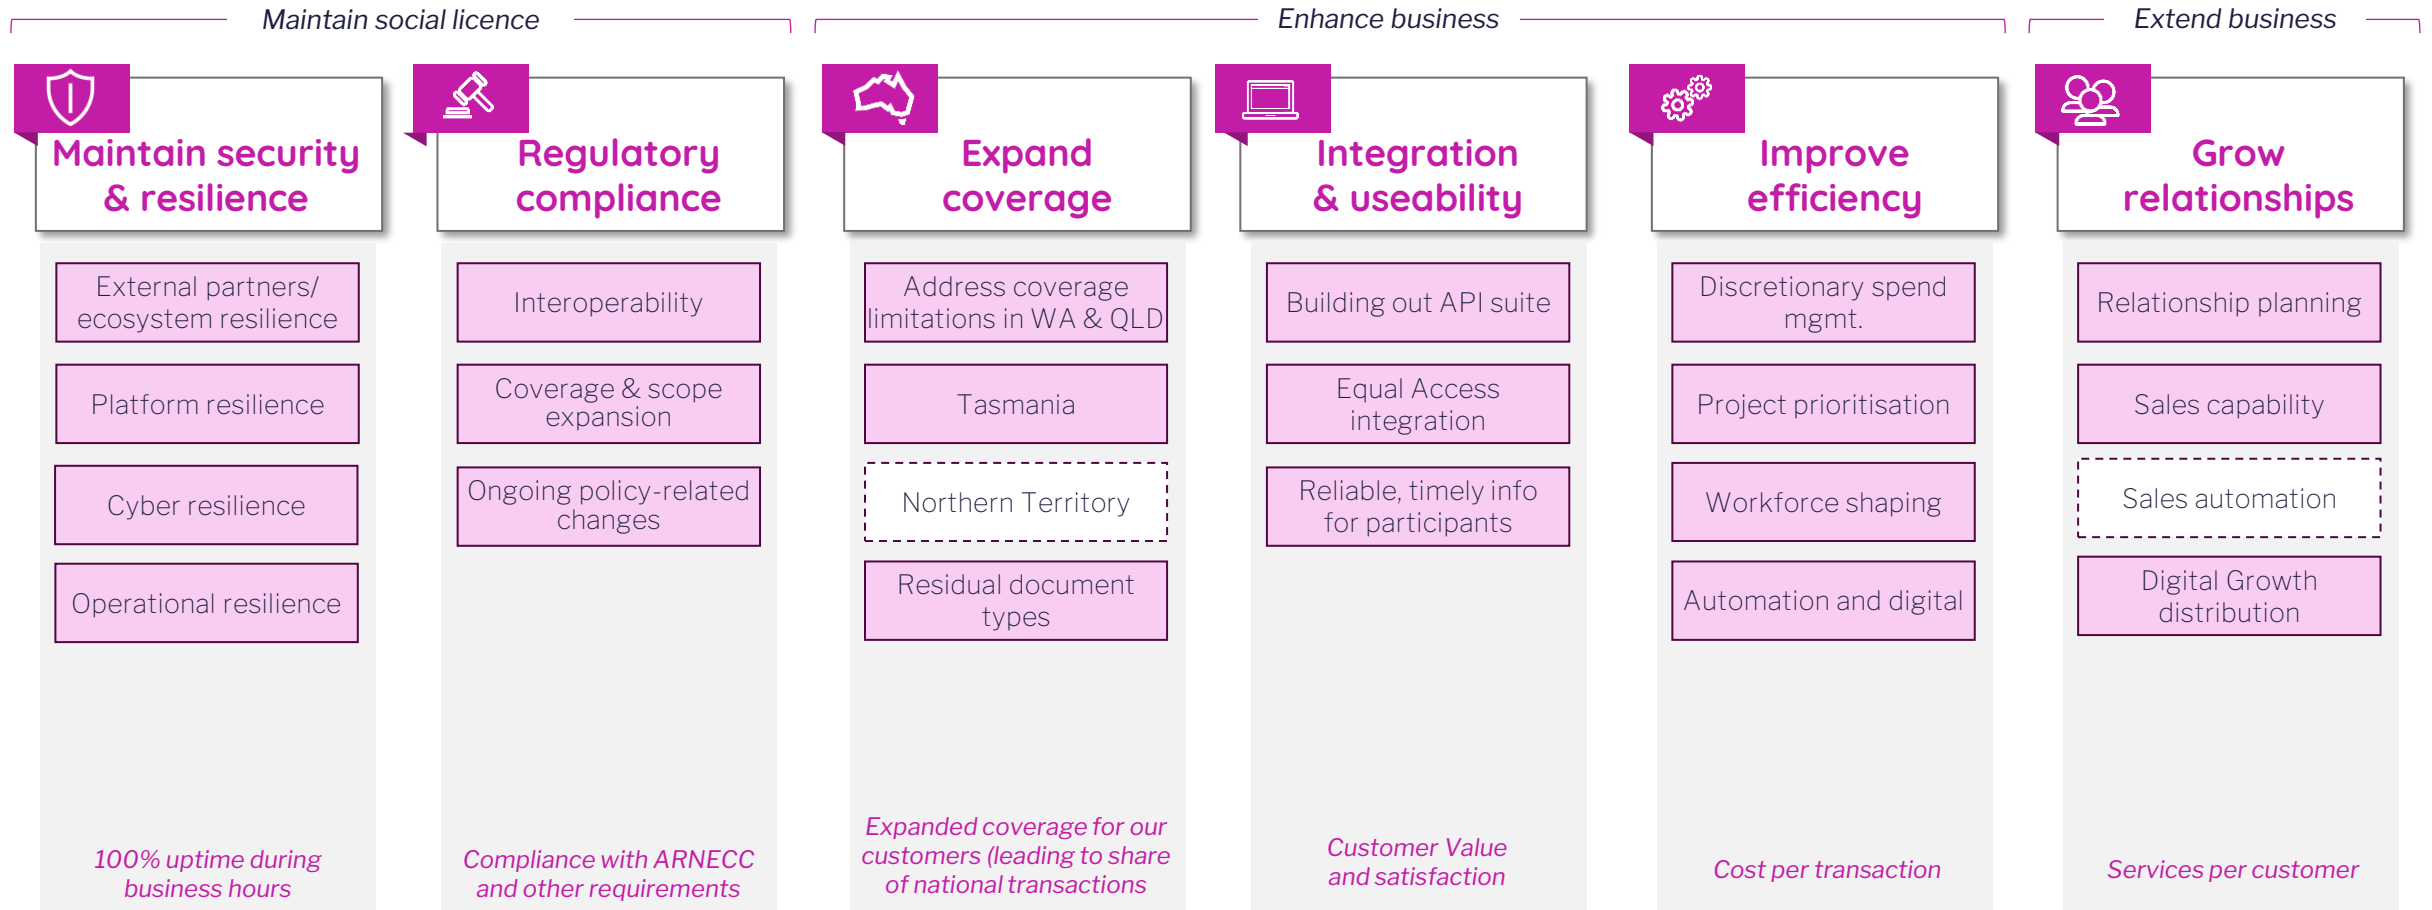 Maintain social licence
Enhance business
Extend business
Maintain security
& resilience
External partners/
ecosystem resilience
Platform resilience
Cyber resilience
Operational resilience
100% uptime during
business hours
Regulatory
compliance
Interoperability
Coverage & scope
expansion
Ongoing policy-related
changes
Compliance with ARNECC
and other requirements
Expand
coverage
Address coverage
limitations in WA & QLD
Tasmania
Northern Territory
Residual document
types
Expanded coverage for our
customers (leading to share
of national transactions
Integration
& useability
Building out API suite
Equal Access
integration
Reliable, timely info
for participants
Customer Value
and satisfaction
Improve
efficiency
Discretionary spend
mgmt.
Project prioritisation
Workforce shaping
Automation and digital
Cost per transaction
Grow
relationships
Relationship planning
Sales capability
Sales automation
Digital Growth
distribution
Services per customer